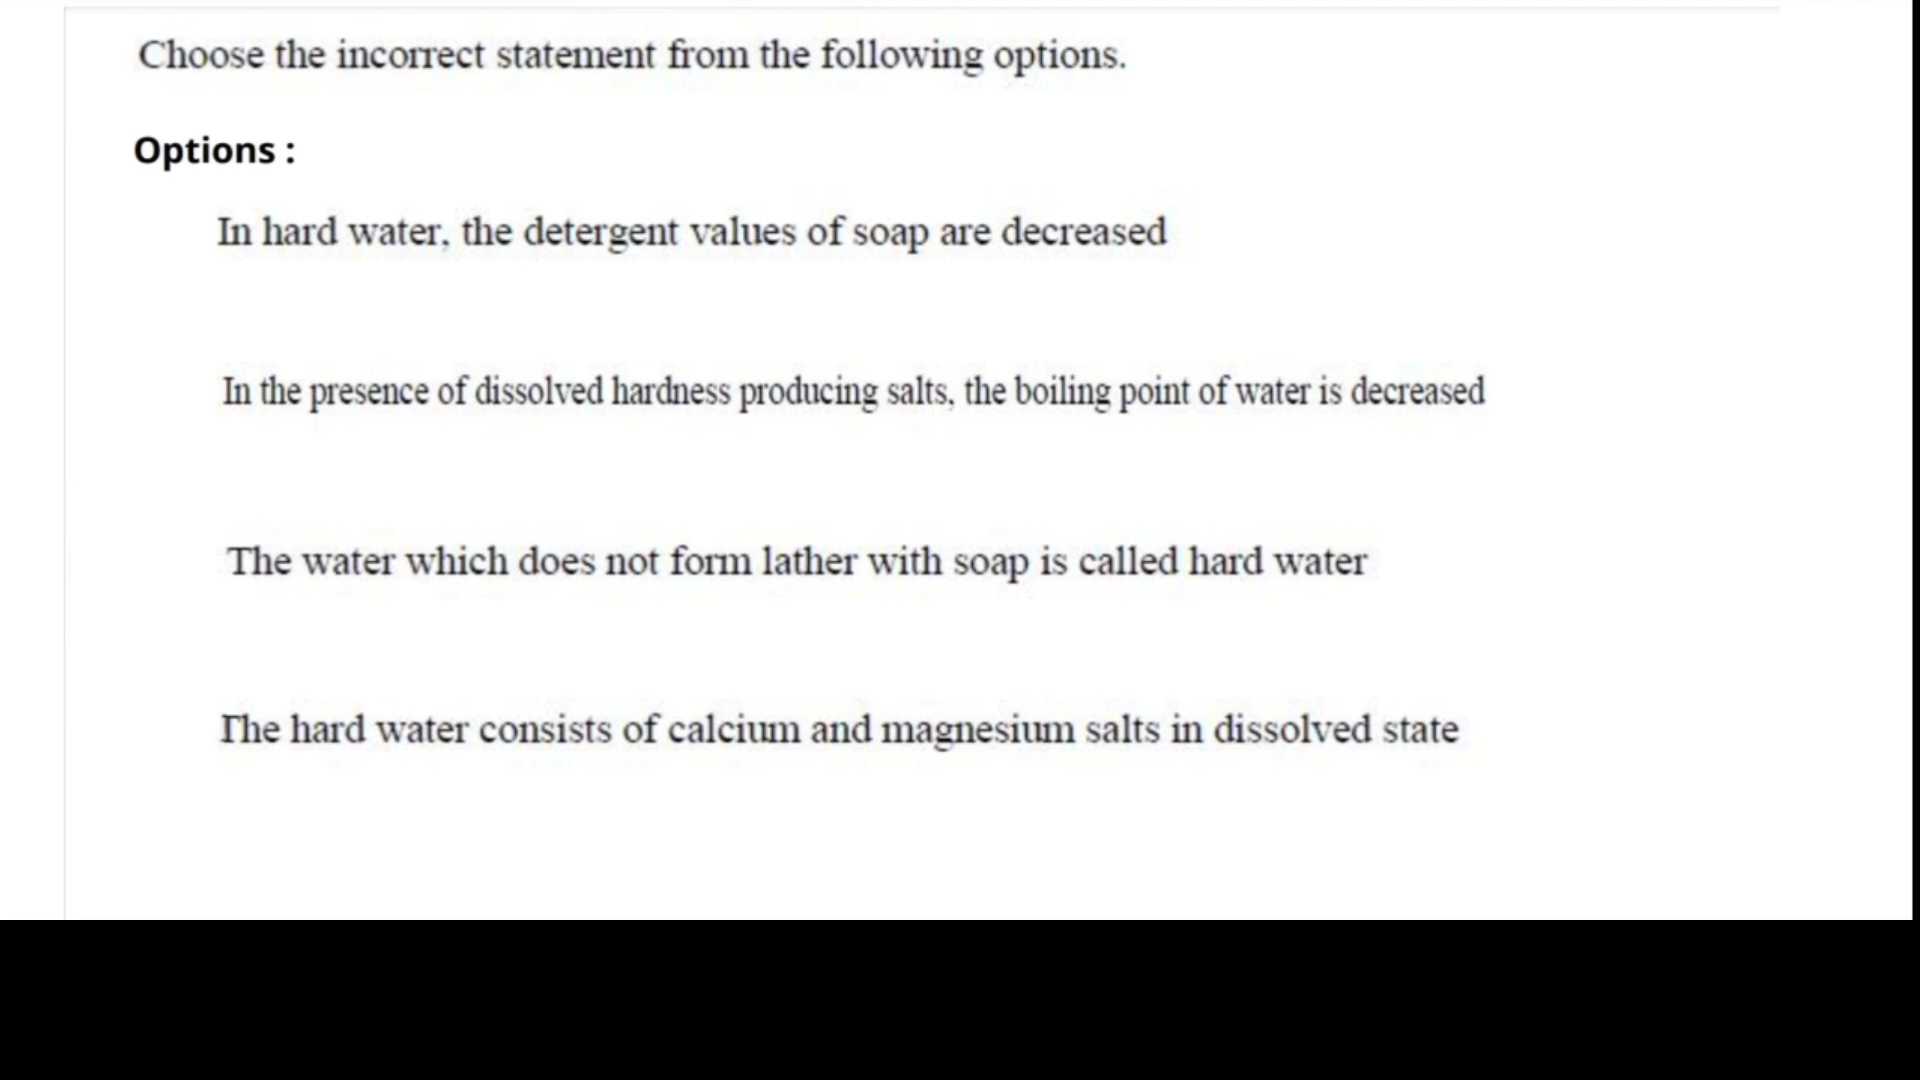 Choose the incorrect statement from the following options.
Options :
In hard water, the detergent values of soap are decreased
In the presence of dissolved hardness producing salts, the boiling point of water is decreased
The water which does not form lather with soap is called hard water
The hard water consists of calcium and magnesium salts in dissolved state